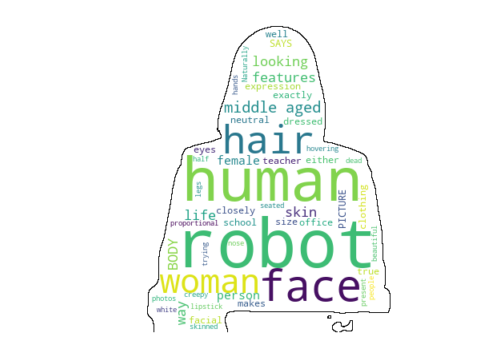 well
SAYS
Naturally
looking
hands
features
expression
exactly
middle aged
neutral dressed
hair
eyes hovering
half female teacher either dead
human
legs
life closely seated skin
PICTURE
clothing
proportional school size office
robot
beautiful
BODY
trying
nose
true
woman face
present
people
photos creepy person
way
lipstick makes
white
facial
skinned